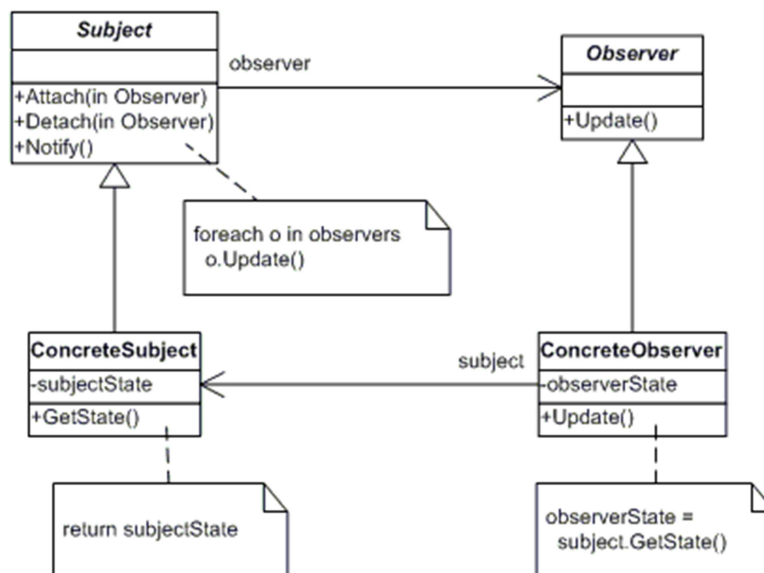 Subject
+Attach(in Observer)
+Detach(in Observer)
+Notify()
observer
Observer
+Update()
foreach o in observers
o.Update()
ConcreteSubject
-subjectState
+GetState()
subject
ConcreteObserver
-observerState
+Update()
return subjectState
observerState =
subject.GetState()